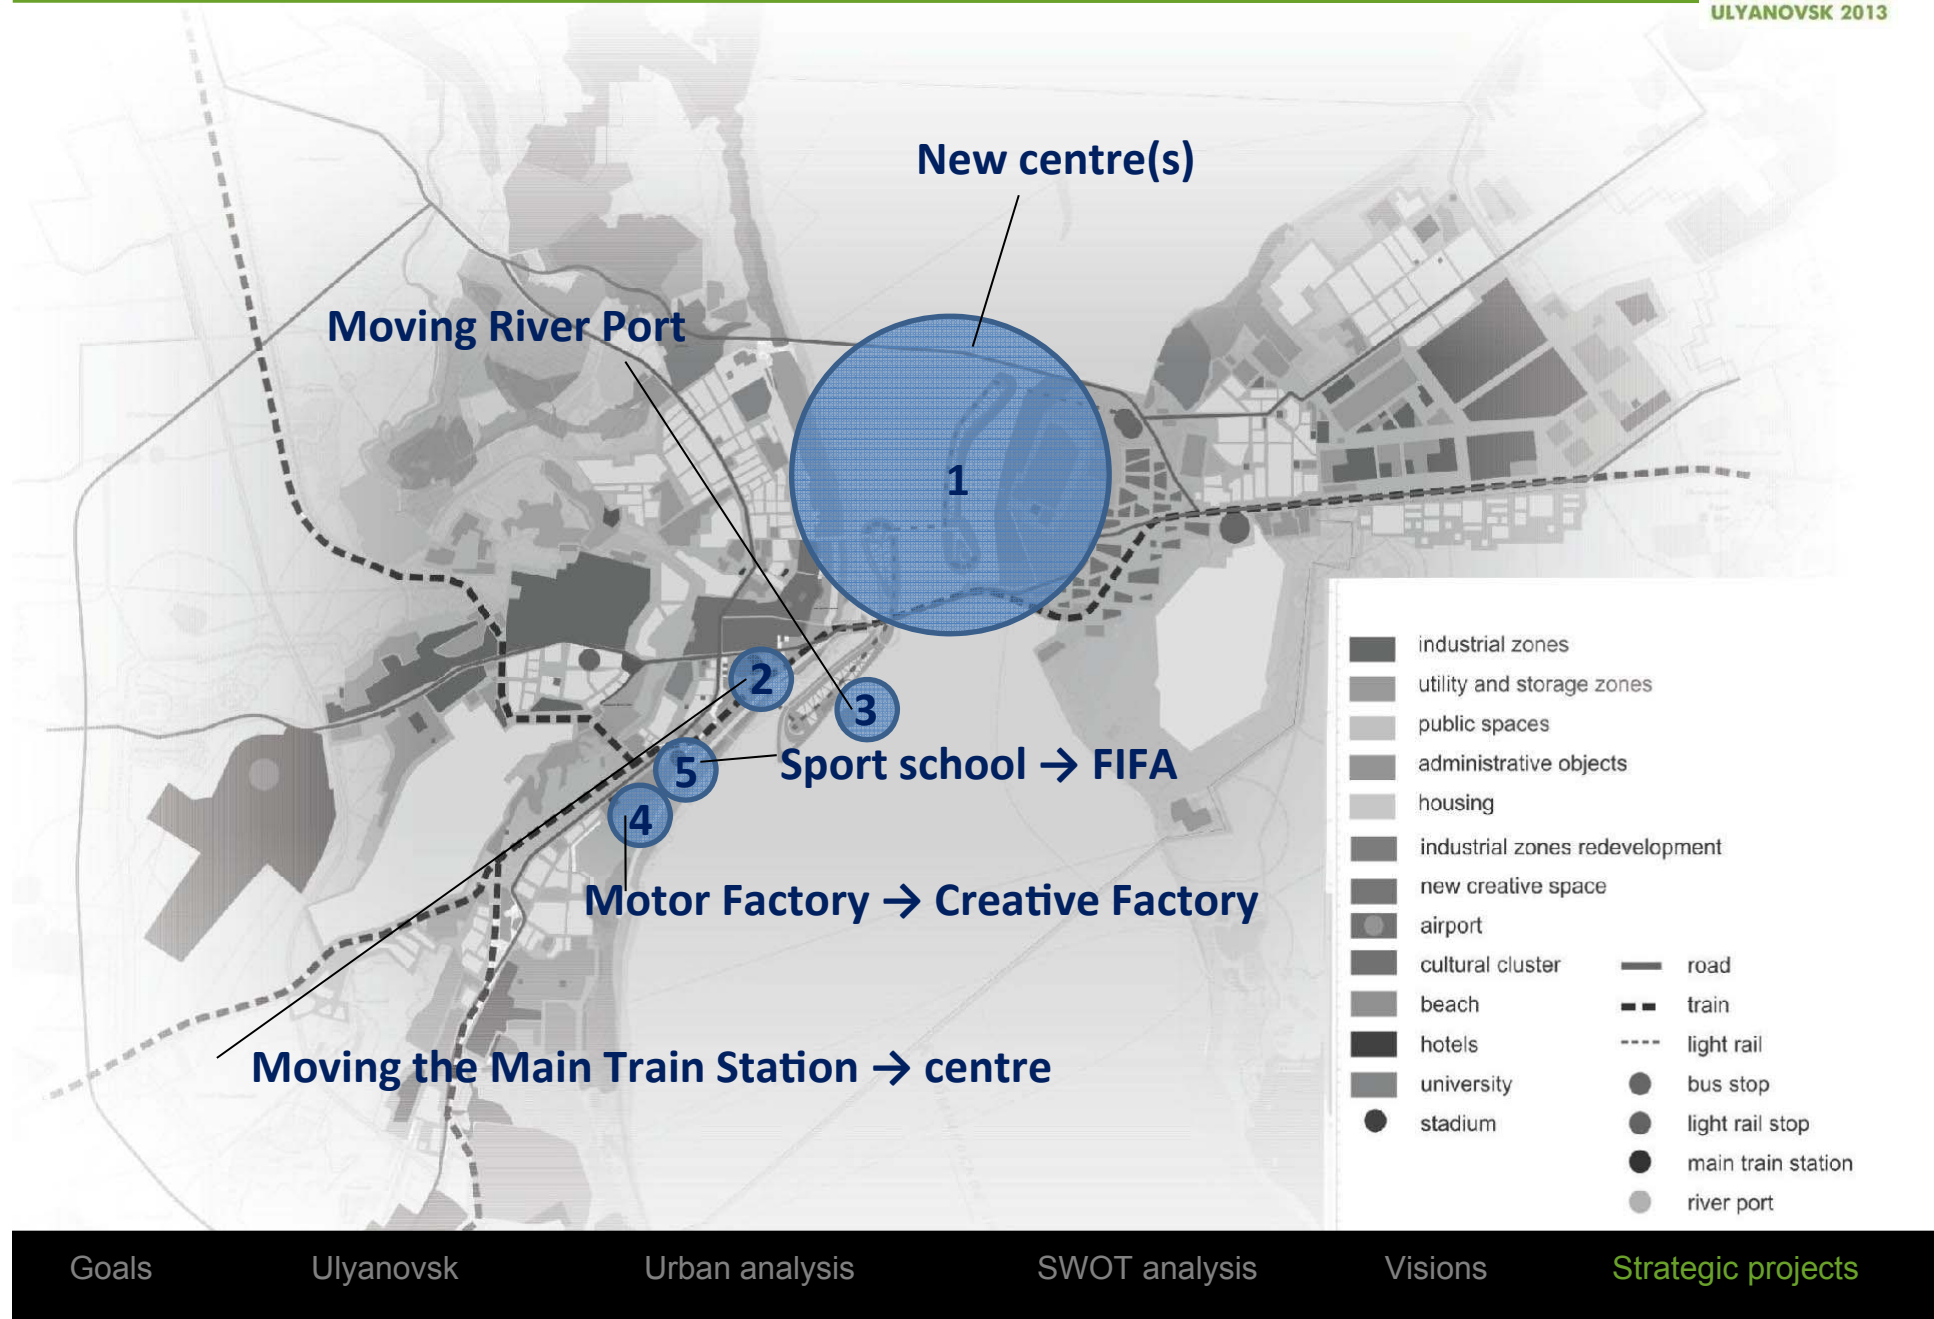 ULYANOVSK 2013
New centre(s)
Moving River Port
1
2
3
Sport school → FIFA
5
4
Motor Factory → Creative Factory
Moving the Main Train Station → centre
industrial zones
utility and storage zones
public spaces
administrative objects
housing
industrial zones redevelopment
new creative space
airport
cultural cluster
beach
hotels
university
stadium
road
train
light rail
bus stop
light rail stop
main train station
river port
Goals Ulyanovsk Urban analysis SWOT analysis Visions Strategic projects